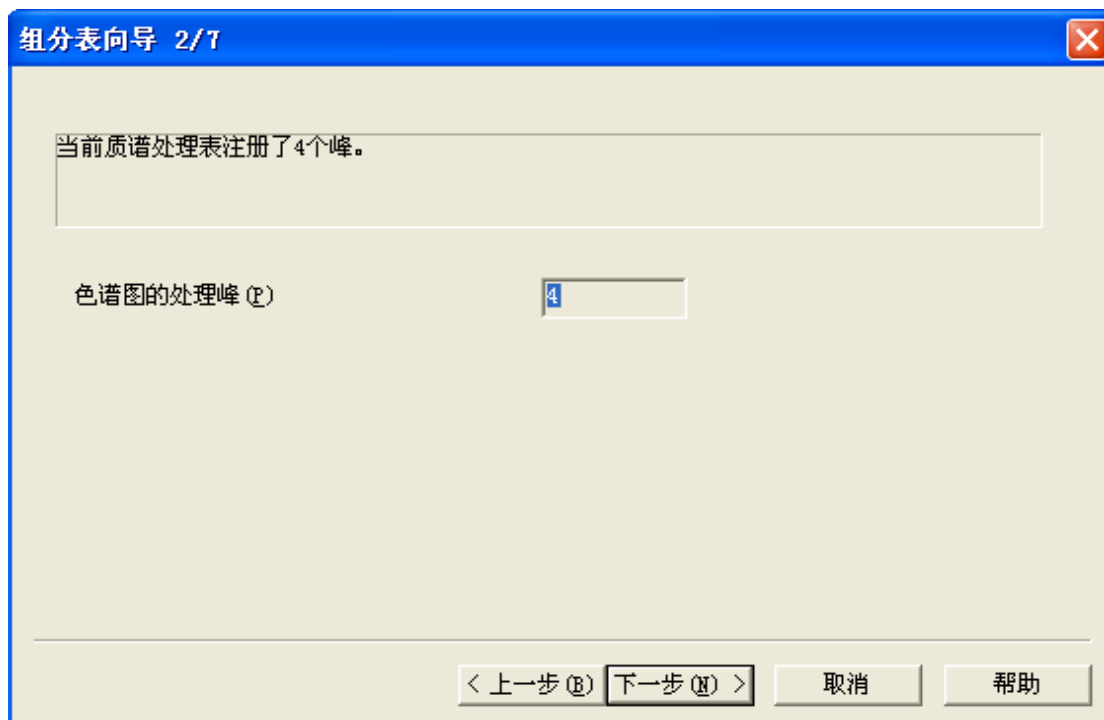 组分表向导 2/7
当前质谱处理表注册了4个峰。
色谱图的处理峰(P)
4
< 上一步(B) 下一步(N) > 取消 帮助